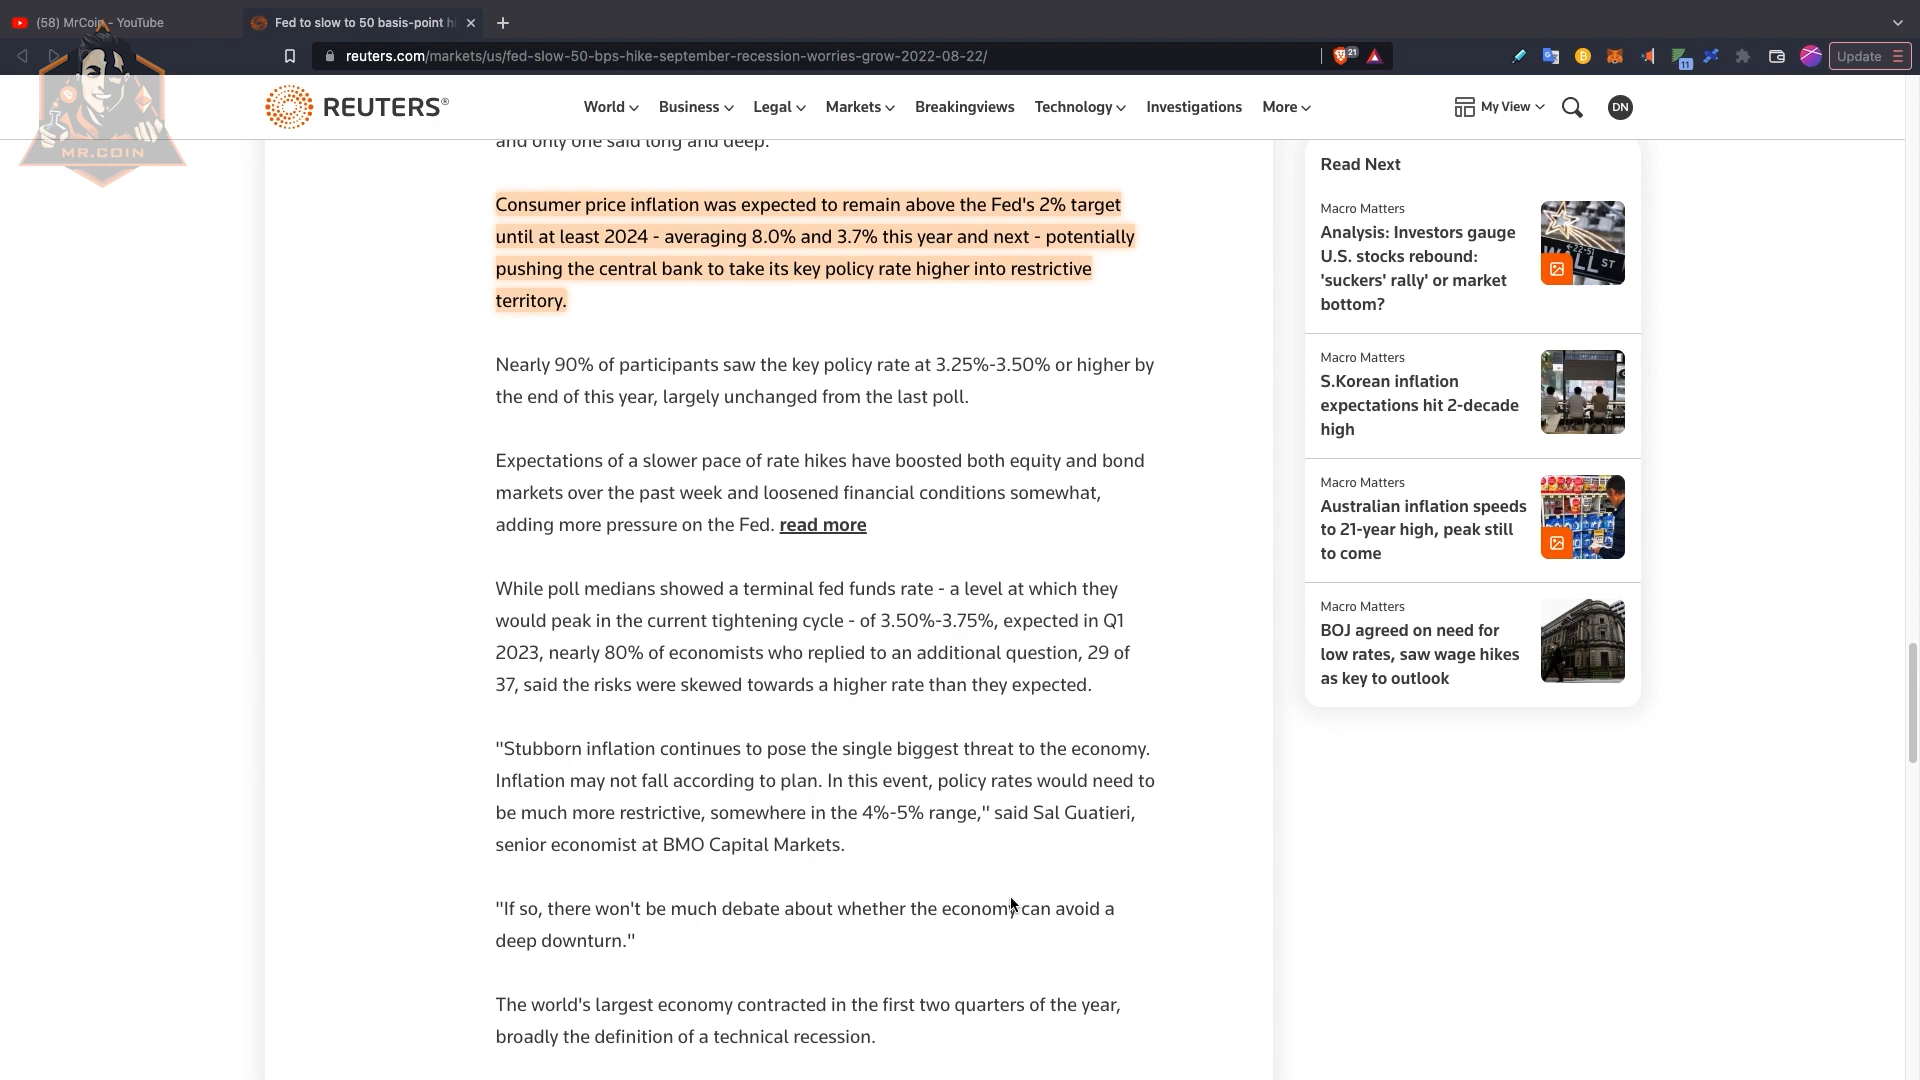 (58) MrCoin - YouTube
Fed to slow to 50 basis-point hi
reuters.com/markets/us/fed-slow-50-bps-hike-september-recession-worries-grow-2022-08-22/
21
11
Update
MR.COIN
REUTERS®
World
Business
Legal
Markets
Breakingviews
Technology
Investigations
More
My View
DN
and only one said long and deep.
Consumer price inflation was expected to remain above the Fed's 2% target
until at least 2024 - averaging 8.0% and 3.7% this year and next - potentially
pushing the central bank to take its key policy rate higher into restrictive
territory.
Nearly 90% of participants saw the key policy rate at 3.25%-3.50% or higher by
the end of this year, largely unchanged from the last poll.
Expectations of a slower pace of rate hikes have boosted both equity and bond
markets over the past week and loosened financial conditions somewhat,
adding more pressure on the Fed. read more
While poll medians showed a terminal fed funds rate - a level at which they
would peak in the current tightening cycle - of 3.50%-3.75%, expected in Q1
2023, nearly 80% of economists who replied to an additional question, 29 of
37, said the risks were skewed towards a higher rate than they expected.
"Stubborn inflation continues to pose the single biggest threat to the economy.
Inflation may not fall according to plan. In this event, policy rates would need to
be much more restrictive, somewhere in the 4%-5% range," said Sal Guatieri,
senior economist at BMO Capital Markets.
"If so, there won't be much debate about whether the economy can avoid a
deep downturn."
The world's largest economy contracted in the first two quarters of the year,
broadly the definition of a technical recession.
Read Next
Macro Matters
Analysis: Investors gauge
U.S. stocks rebound:
'suckers' rally' or market
bottom?
WALL ST
Macro Matters
S.Korean inflation
expectations hit 2-decade
high
Macro Matters
Australian inflation speeds
to 21-year high, peak still
to come
Macro Matters
BOJ agreed on need for
low rates, saw wage hikes
as key to outlook